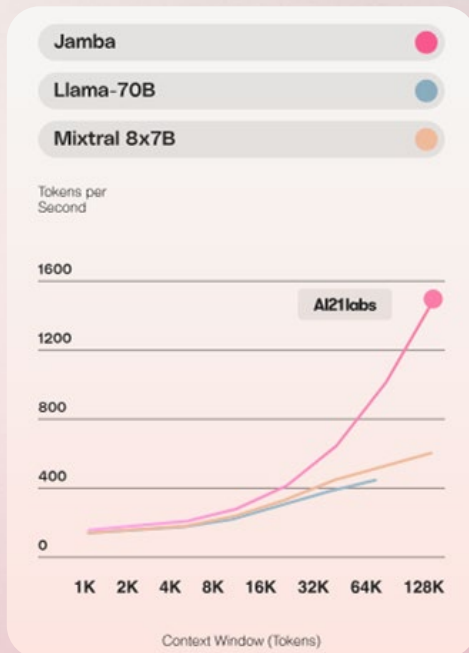 Jamba
Llama-70B
Mixtral 8x7B
Tokens per
Second
1600
AI21labs
1200
800
400
0
1K 2K 4K 8K 16K 32K 64K 128K
Context Window (Tokens)